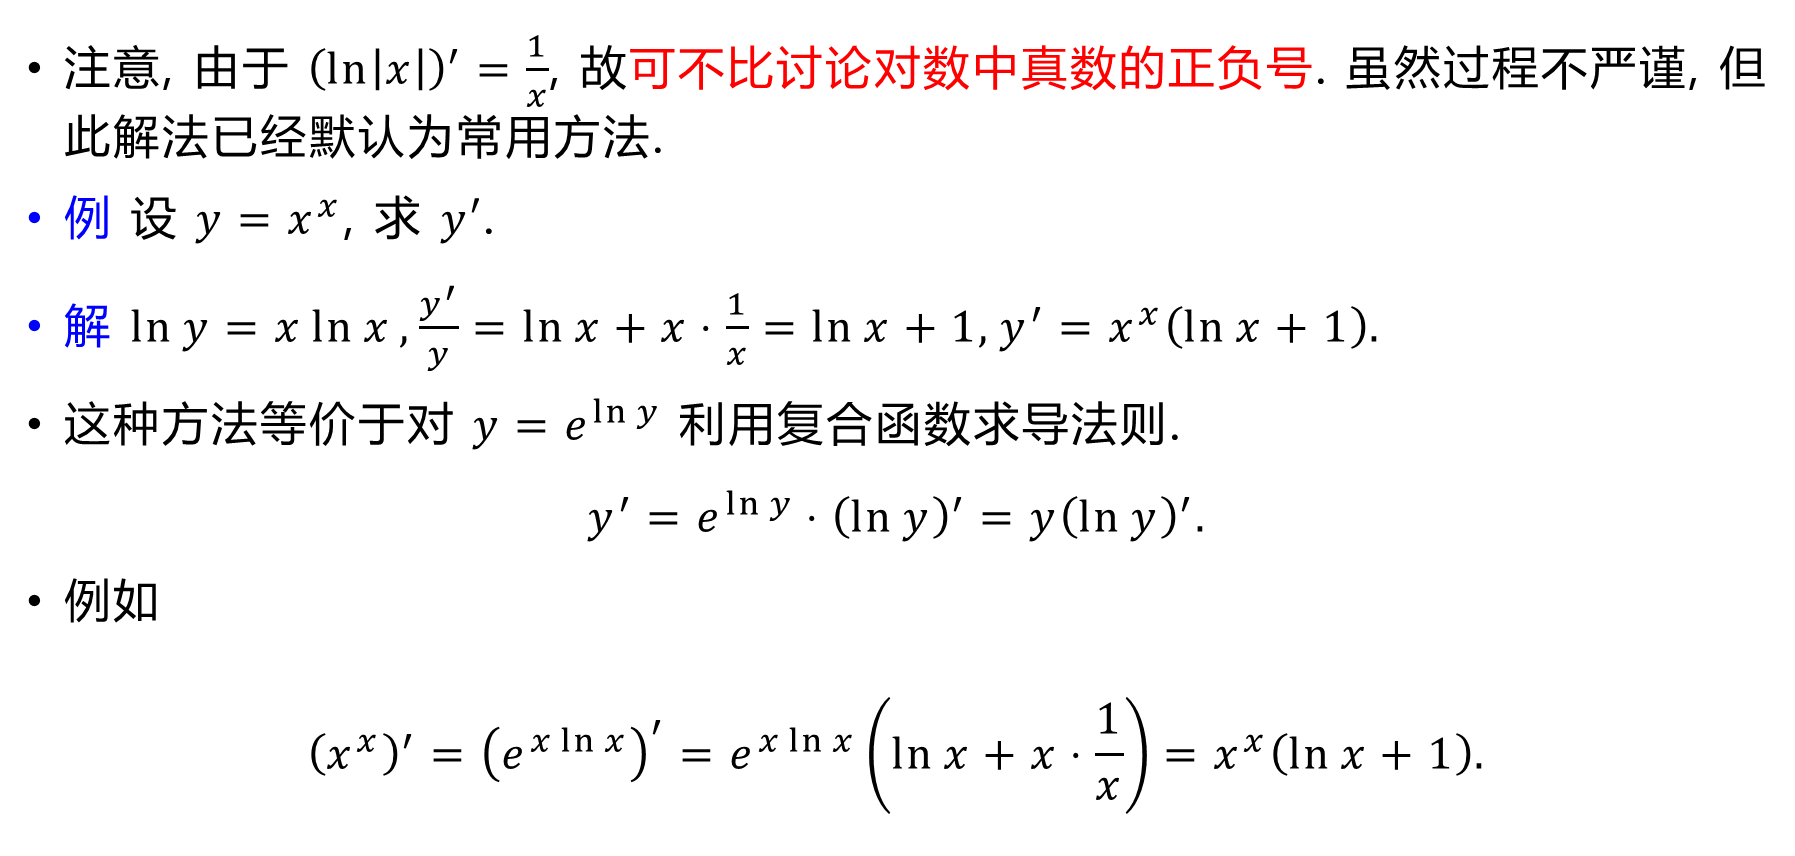 • 注意, 由于 (ln|x|)′ = 1/x, 故可不比讨论对数中真数的正负号. 虽然过程不严谨, 但
此解法已经默认为常用方法.
• 例 设 y = x^x, 求 y′.
• 解 ln y = x ln x , y′/y = ln x + x · 1/x = ln x + 1, y′ = x^x(ln x + 1).
• 这种方法等价于对 y = e^(ln y) 利用复合函数求导法则.
y′ = e^(ln y) · (ln y)′ = y(ln y)′.
• 例如
(x^x)′ = (e^(x ln x))′ = e^(x ln x) (ln x + x · 1/x) = x^x(ln x + 1).